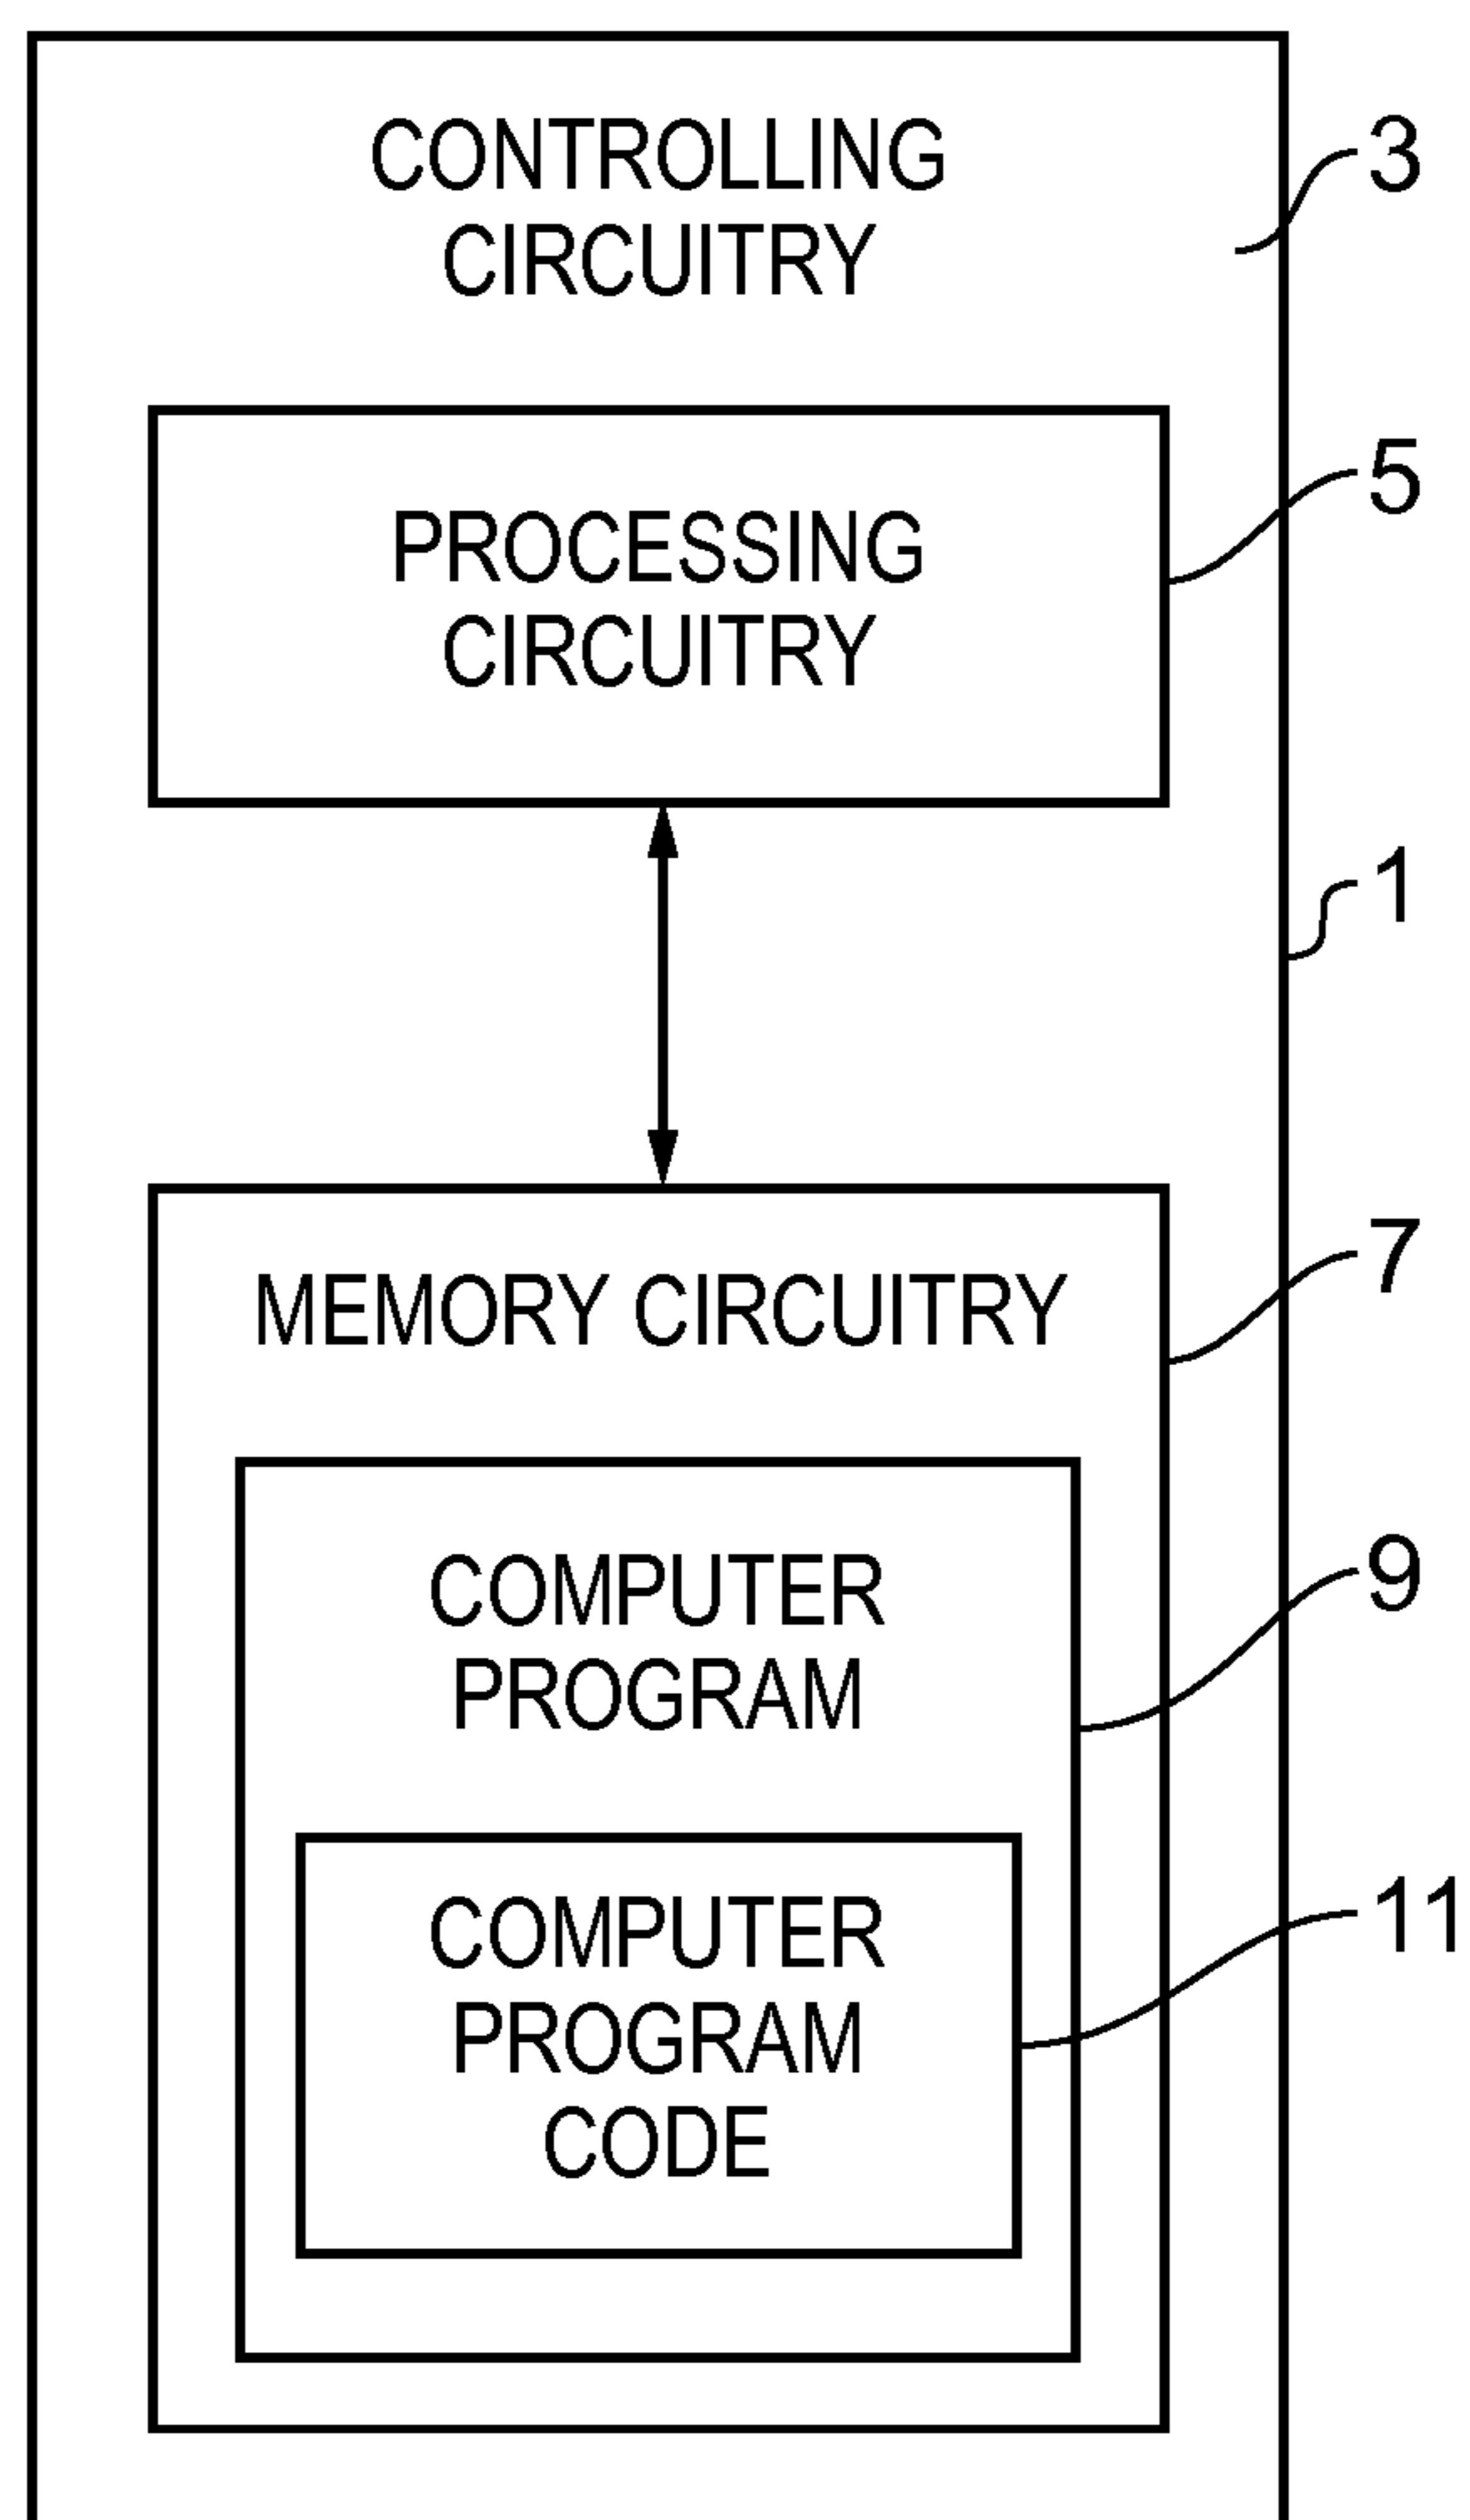 CONTROLLING
CIRCUITRY
3
PROCESSING
CIRCUITRY
5
1
MEMORY CIRCUITRY
7
COMPUTER
PROGRAM
9
COMPUTER
PROGRAM
CODE
11